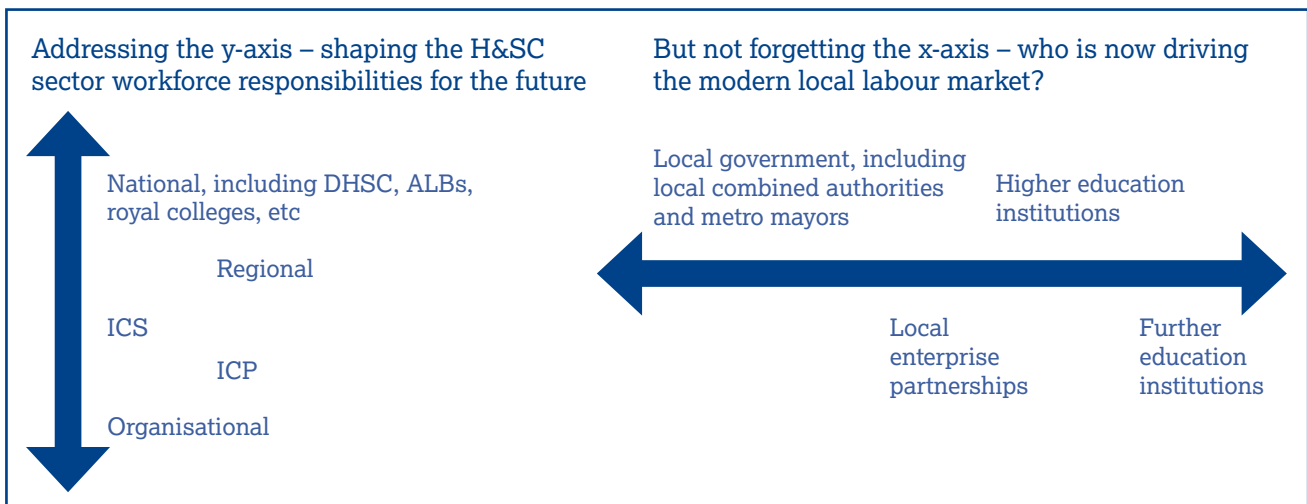 Addressing the y-axis – shaping the H&SC
sector workforce responsibilities for the future
National, including DHSC, ALBs,
royal colleges, etc
Regional
ICS
ICP
Organisational
But not forgetting the x-axis – who is now driving
the modern local labour market?
Local government, including
local combined authorities
and metro mayors
Higher education
institutions
Local
enterprise
partnerships
Further
education
institutions